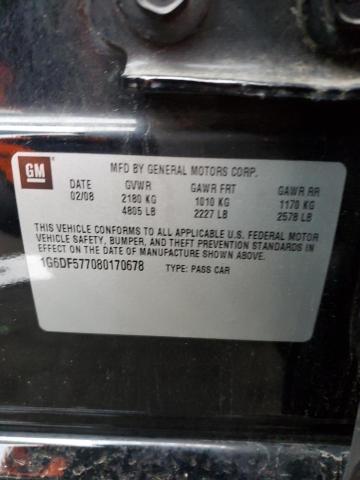 GM
MFD BY GENERAL MOTORS CORP.
DATE GVWR GAWR FRT GAWR RR
02/08 2180 KG 1010 KG 1170 KG
4805 LB 2227 LB 2578 LB
THIS VEHICLE CONFORMS TO ALL APPLICABLE U.S. FEDERAL MOTOR
VEHICLE SAFETY, BUMPER, AND THEFT PREVENTION STANDARDS IN
EFFECT ON THE DATE OF MANUFACTURE SHOWN ABOVE.
1G6DF577080170678 TYPE: PASS CAR